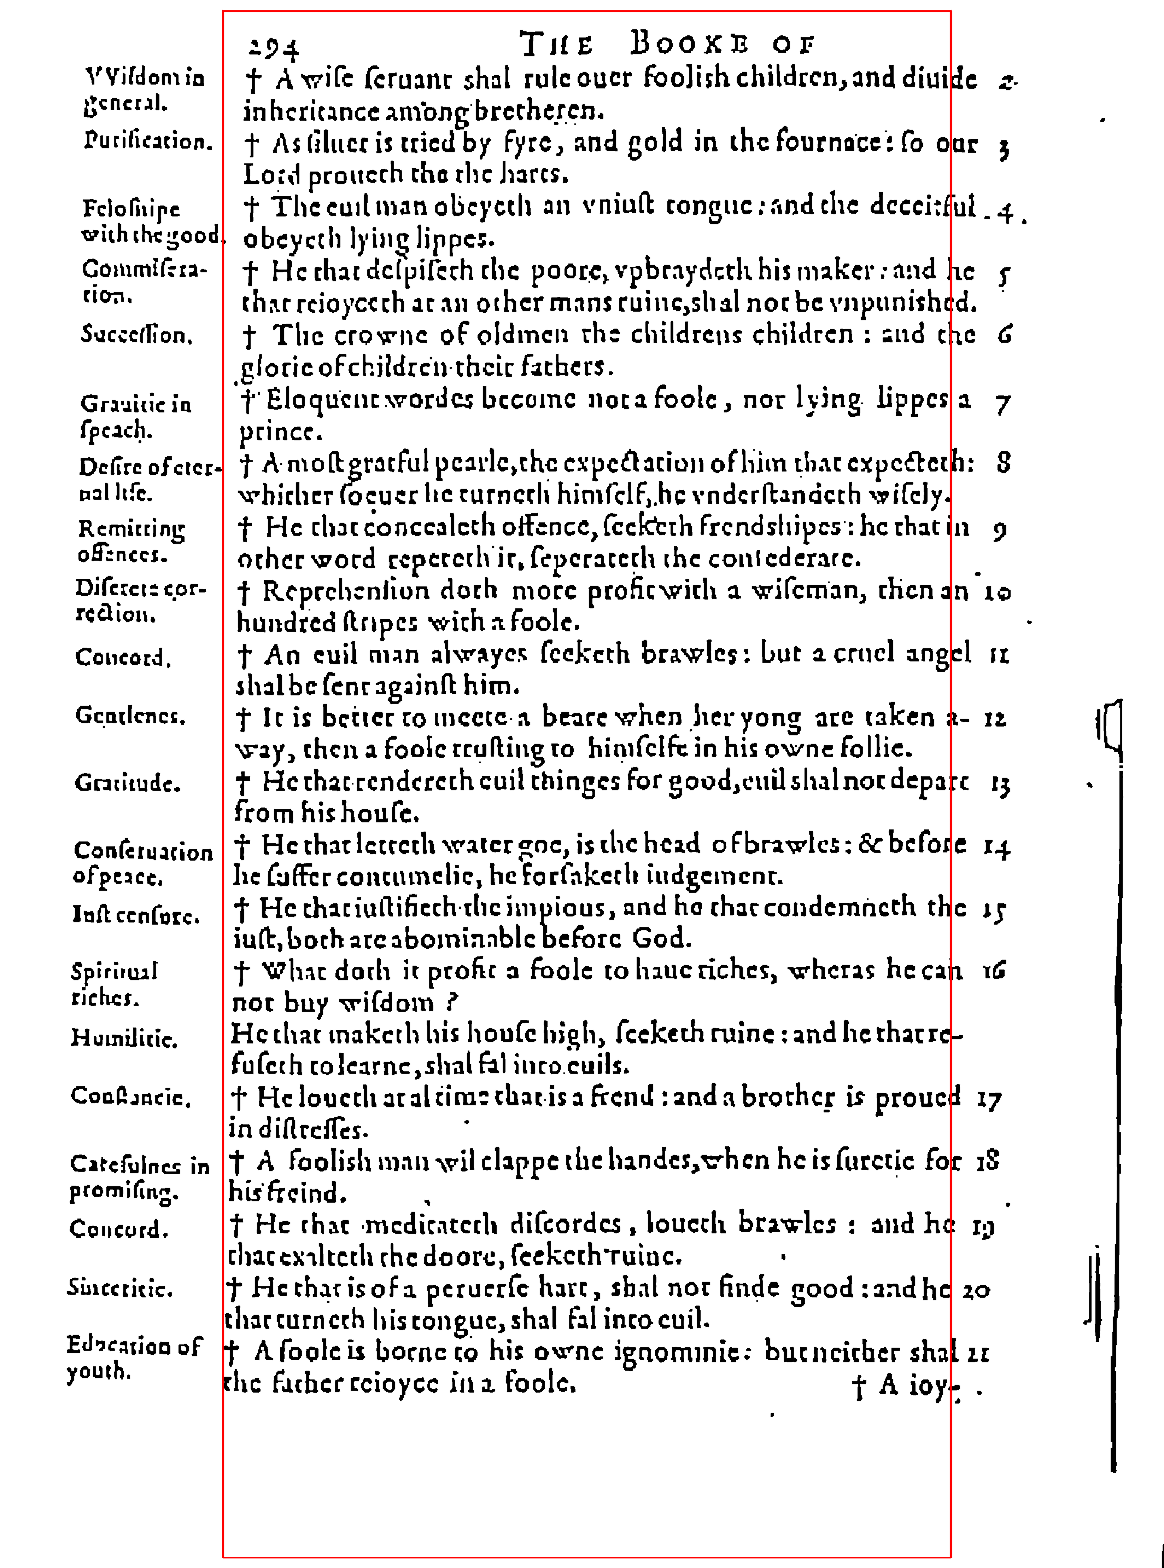 294 THE BOOKE OF
VViſdom in
general.
† A wiſe ſeruant shal rule ouer foolish children, and diuide 2
inheritance among bretheren.
Purification.
† As ſiluer is tried by fyre, and gold in the fournace: ſo our 3
Lord proueth the harts.
Feloſhipe
with the good.
† The euil man obeyeth an vniuſt tongue: and the deceitful 4
obeyeth lying lippes.
Commiſera-
tion.
† He that deſpiſeth the poore, vpbraydeth his maker: and he 5
that reioyceth at an other mans ruine, shal not be vnpunished.
Succeſſion.
† The crowne of oldmen the childrens children: and the 6
glorie of children their fathers.
Grauitie in
ſpeach.
† Eloquent wordes become not a foole, nor lying lippes a 7
prince.
Deſire of eter-
nal life.
† A moſt grateful pearle, the expectation of him that expecteth: 8
whither ſoeuer he turneth himſelf, he vnderſtandeth wiſely.
Remitting
offences.
† He that concealeth offence, ſeeketh frendshipes: he that in 9
other word repeteth it, ſeperateth the confederate.
Diſcrete cor-
rection.
† Reprehenſion doth more profit with a wiſeman, then an 10
hundred ſtripes with a foole.
Concord.
† An euil man alwayes ſeeketh brawles: but a cruel angel 11
shal be ſent againſt him.
Gentlenes.
† It is better to meete a beare when her yong are taken a- 12
way, then a foole truſting to himſelfe in his owne follie.
Gratitude.
† He that rendereth euil thinges for good, euil shal not depart 13
from his houſe.
Conſeruation
of peace.
† He that letteth water goe, is the head of brawles: & before 14
he ſuffer contumelie, he forſaketh iudgement.
Iuſt cenſure.
† He that iuſtifieth the impious, and he that condemneth the 15
iuſt, both are abominable before God.
Spiritual
riches.
† What doth it profit a foole to haue riches, wheras he can 16
not buy wiſdom?
Humilitie.
He that maketh his houſe high, ſeeketh ruine: and he that re-
fuſeth to learne, shal fal into euils.
Conſtancie.
† He loueth at al time that is a frend: and a brother is proued 17
in diſtreſſes.
Carefulnes in
promiſing.
† A foolish man wil clappe the handes, when he is ſuretie for 18
his freind.
Concord.
† He that medicateth diſcordes, loueth brawles: and he 19
that exalteth the doore, ſeeketh ruine.
Sinceritie.
† He that is of a peruerſe hart, shal not finde good: and he 20
that turneth his tongue, shal fal into euil.
Education of
youth.
† A foole is borne to his owne ignominie: but neither shal 21
the father reioyce in a foole.
† A ioy-